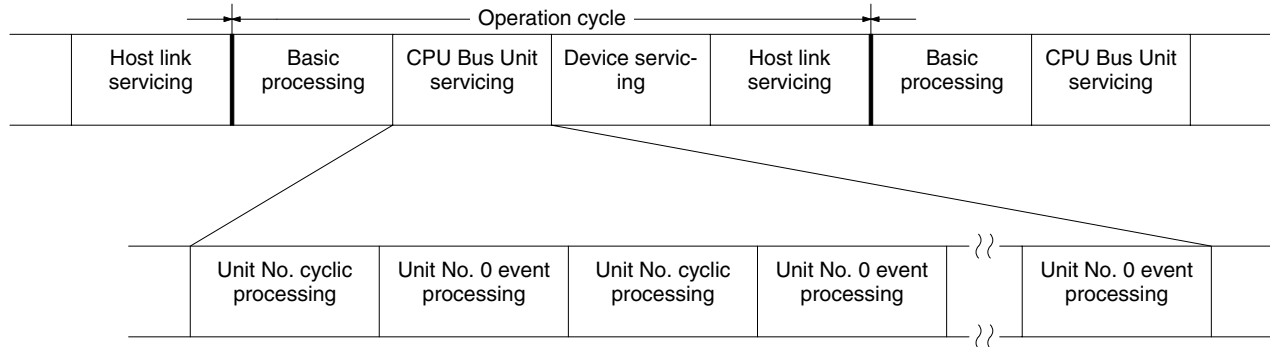 Operation cycle
Host link
servicing
Basic
processing
CPU Bus Unit
servicing
Device servic-
ing
Host link
servicing
Basic
processing
CPU Bus Unit
servicing
Unit No. cyclic
processing
Unit No. 0 event
processing
Unit No. cyclic
processing
Unit No. 0 event
processing
Unit No. 0 event
processing